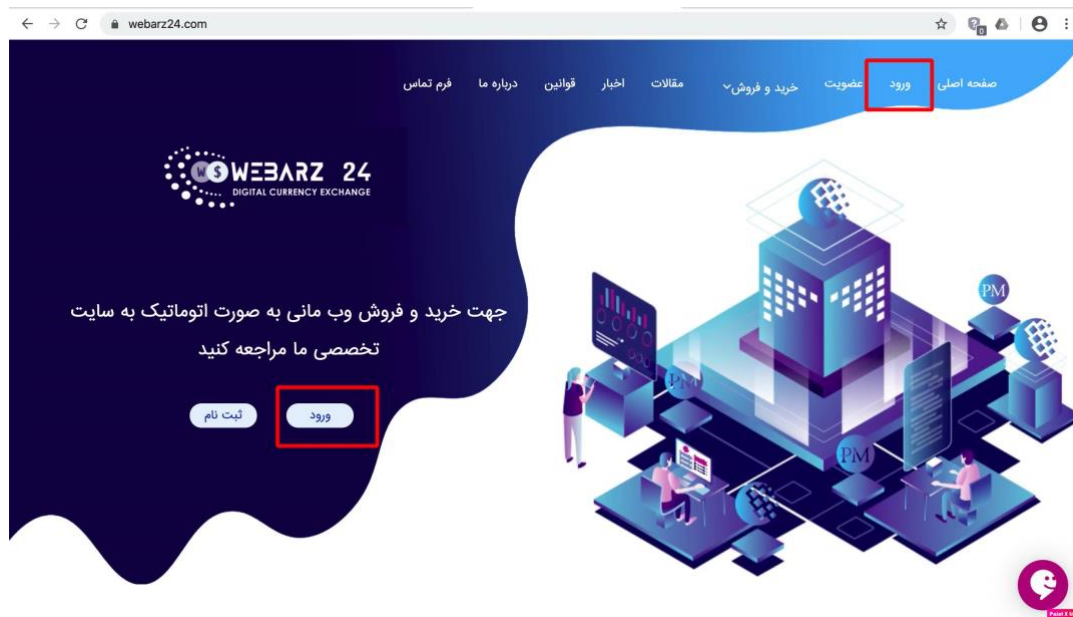 webarz24.com
صفحه اصلی ورود عضویت خرید و فروش مقالات اخبار قوانین درباره ما فرم تماس
WS WEBARZ 24
DIGITAL CURRENCY EXCHANGE
جهت خرید و فروش وب مانی به صورت اتوماتیک به سایت
تخصصی ما مراجعه کنید
ورود ثبت نام
PM
PM
PM